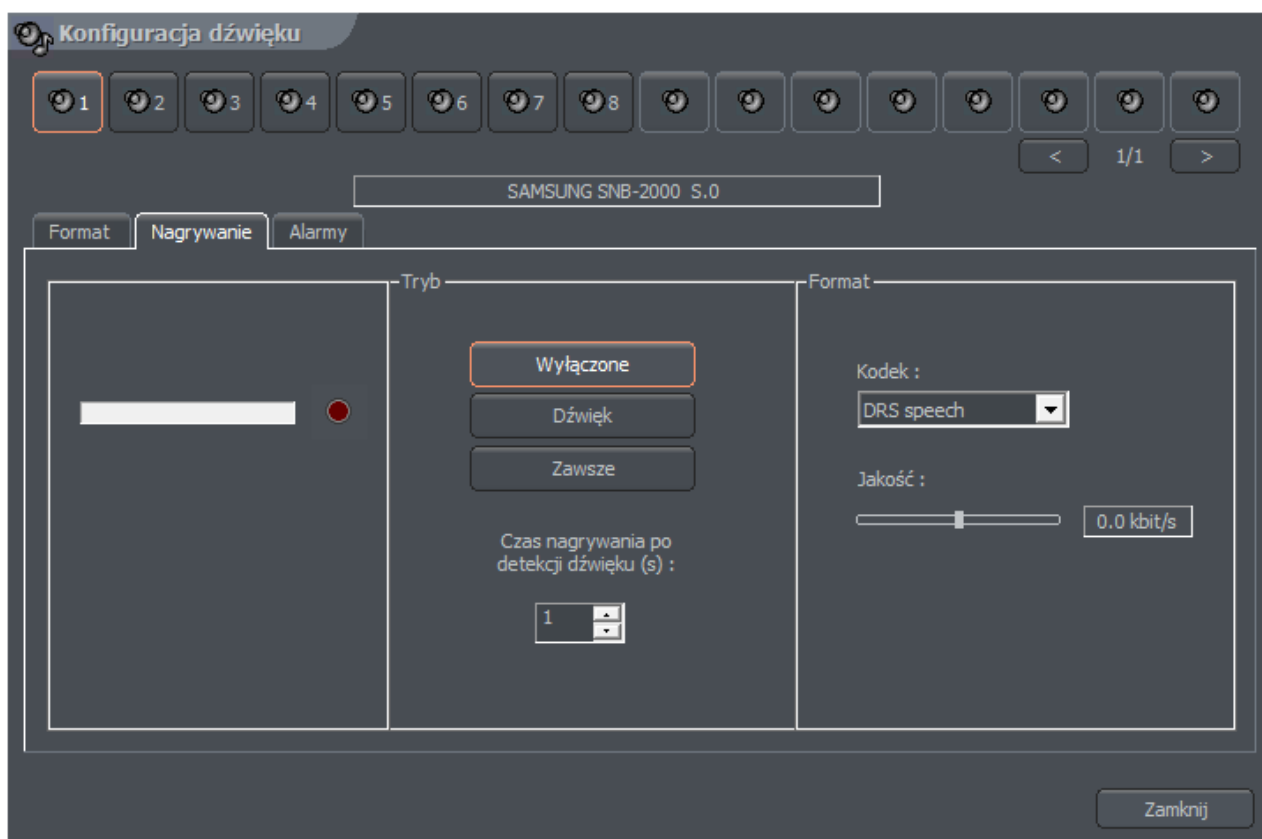 Konfiguracja dźwięku
1 2 3 4 5 6 7 8
< 1/1 >
SAMSUNG SNB-2000 S.0
Format Nagrywanie Alarmy
Tryb
Wyłączone
Dźwięk
Zawsze
Czas nagrywania po
detekcji dźwięku (s) :
1
Format
Kodek :
DRS speech
Jakość :
0.0 kbit/s
Zamknij